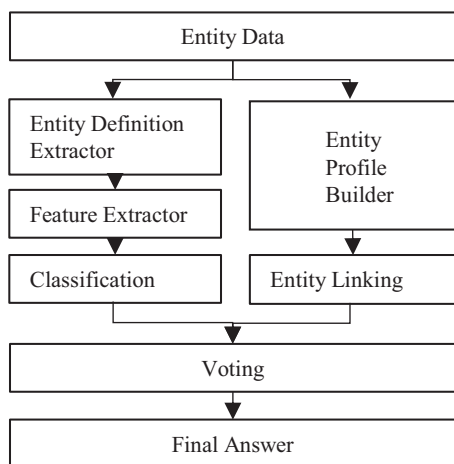 Entity Data
Entity Definition
Extractor
Feature Extractor
Classification
Entity
Profile
Builder
Entity Linking
Voting
Final Answer